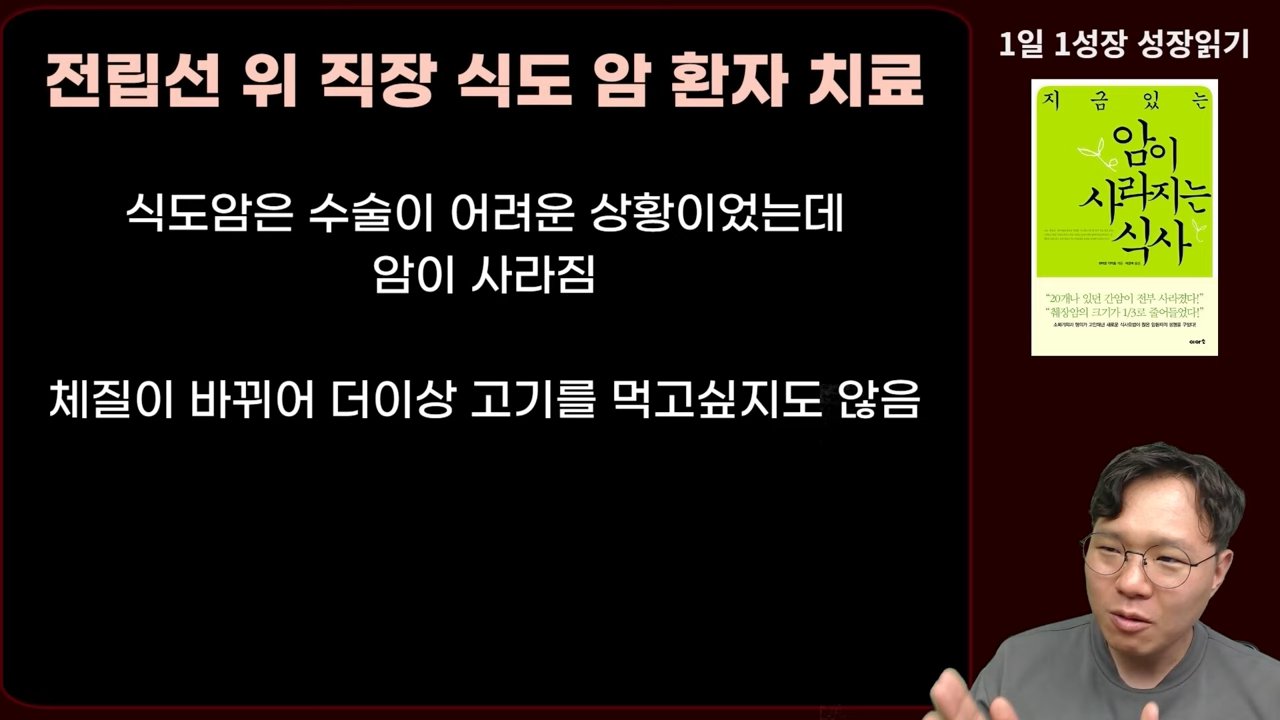 전립선 위 직장 식도 암 환자 치료
식도암은 수술이 어려운 상황이었는데
암이 사라짐
체질이 바뀌어 더이상 고기를 먹고싶지도 않음
1일 1성장 성장읽기
지금있는
암이
사라지는
식사
“20개나 있던 간암이 전부 사라졌다!”
“췌장암의 크기가 1/3로 줄어들었다!”